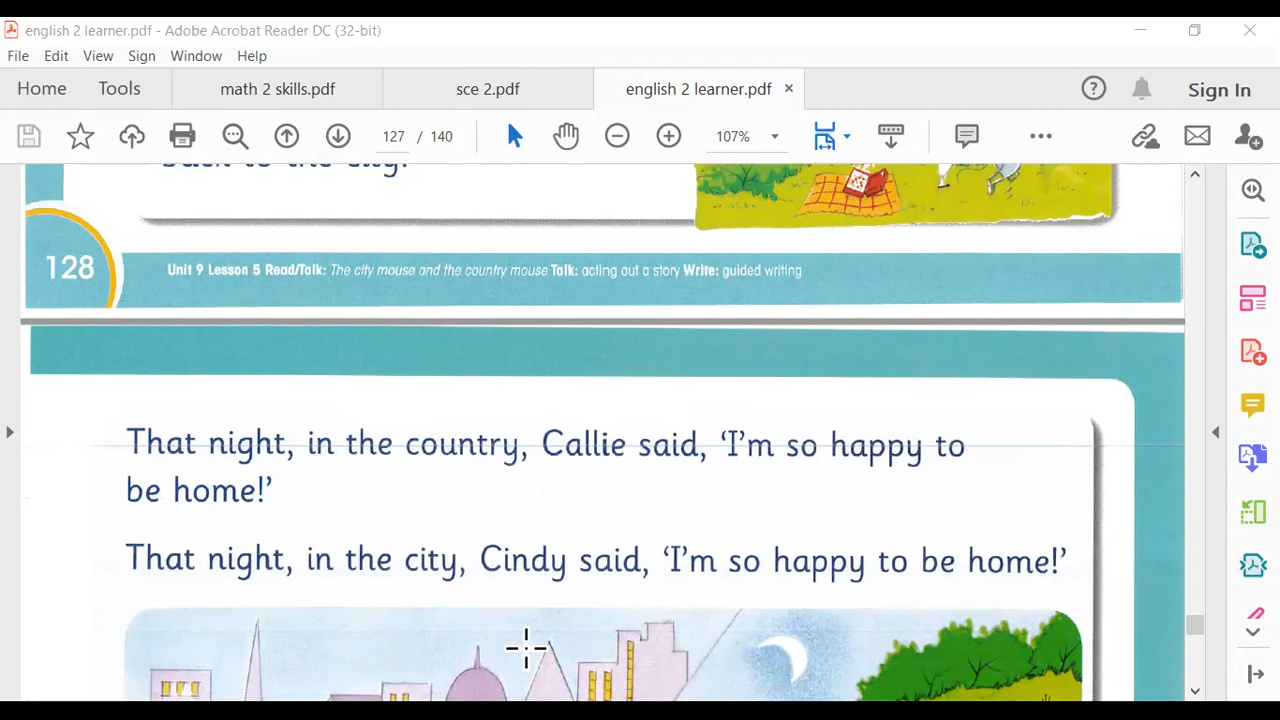 english 2 learner.pdf - Adobe Acrobat Reader DC (32-bit)
File Edit View Sign Window Help
Home Tools math 2 skills.pdf sce 2.pdf english 2 learner.pdf × ? Sign In
127 / 140 107%
back to the city.
128 Unit 9 Lesson 5 Read/Talk: The city mouse and the country mouse Talk: acting out a story Write: guided writing
That night, in the country, Callie said, ‘I’m so happy to
be home!’
That night, in the city, Cindy said, ‘I’m so happy to be home!’